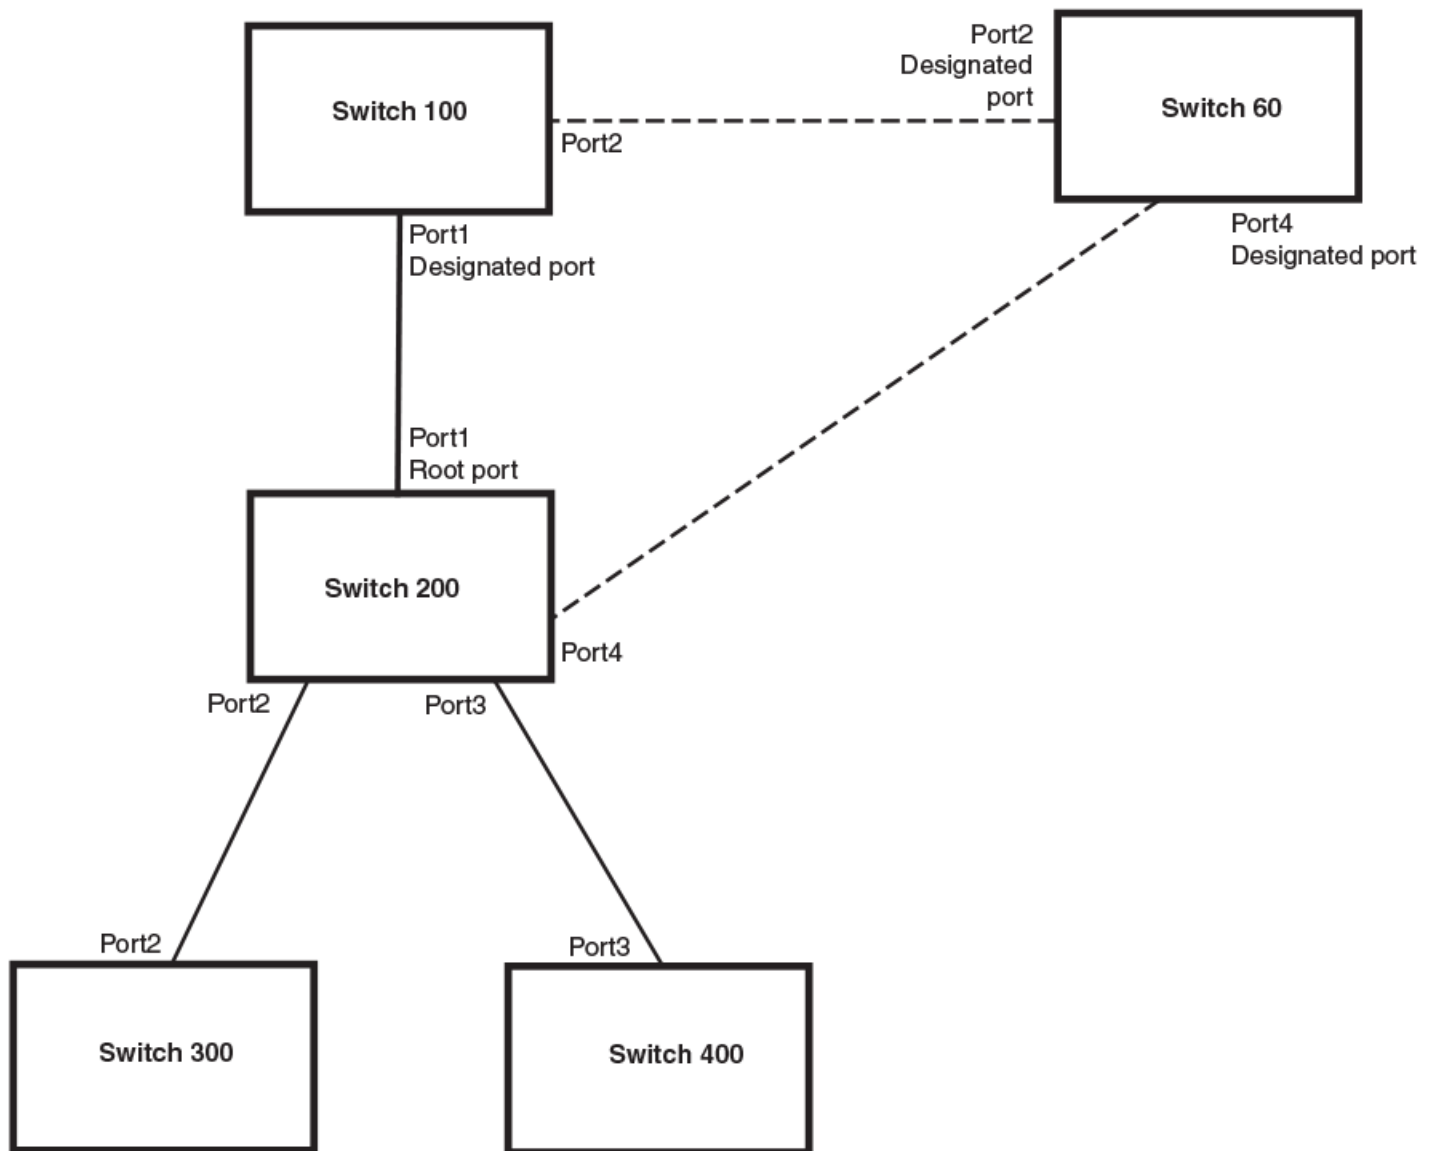 Switch 100
Port2
Designated
port
Switch 60
Port2
Port1
Designated port
Port4
Designated port
Port1
Root port
Switch 200
Port4
Port2
Port3
Port2
Port3
Switch 300
Switch 400